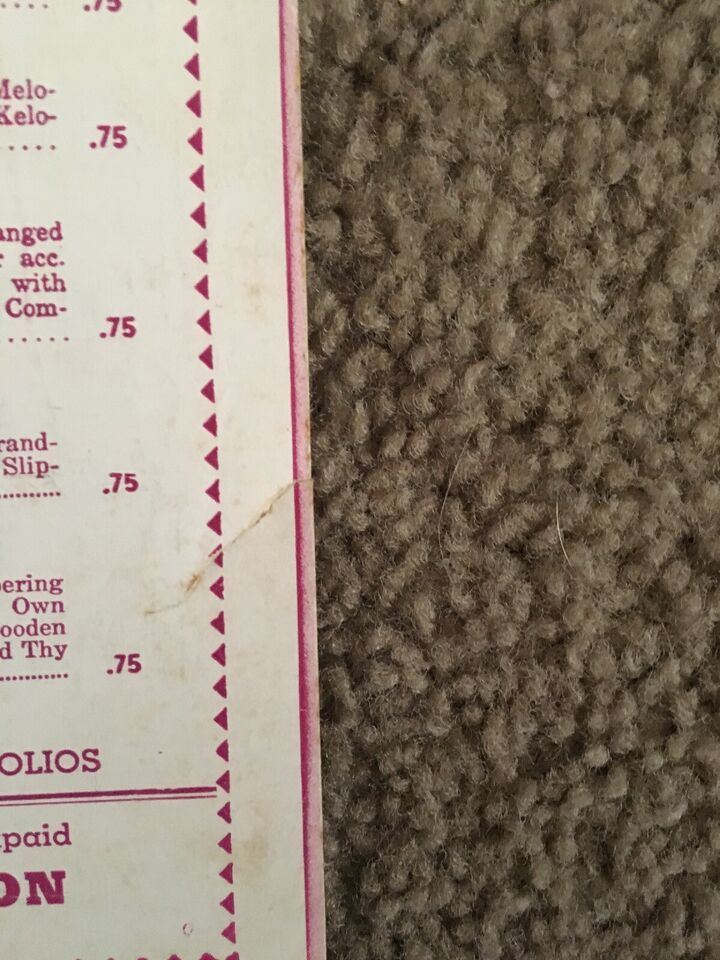 .75
Melo-
Kelo-
.... .75
anged
r acc.
with
Com-
..... .75
rand-
Slip-
........... .75
pering
Own
ooden
d Thy
............ .75
OLIOS
paid
ON